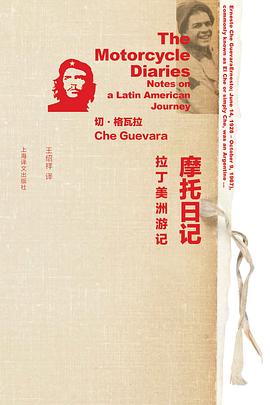 The
Motorcycle
Diaries
Notes on
a Latin American
Journey
切·格瓦拉
Che Guevara
摩托日记
拉丁美洲游记
王绍祥 译
上海译文出版社
Ernesto Che Guevara(Ernesto; June 14, 1928 – October 9, 1967),
commonly known as El Che or simply Che, was an Argentine ...